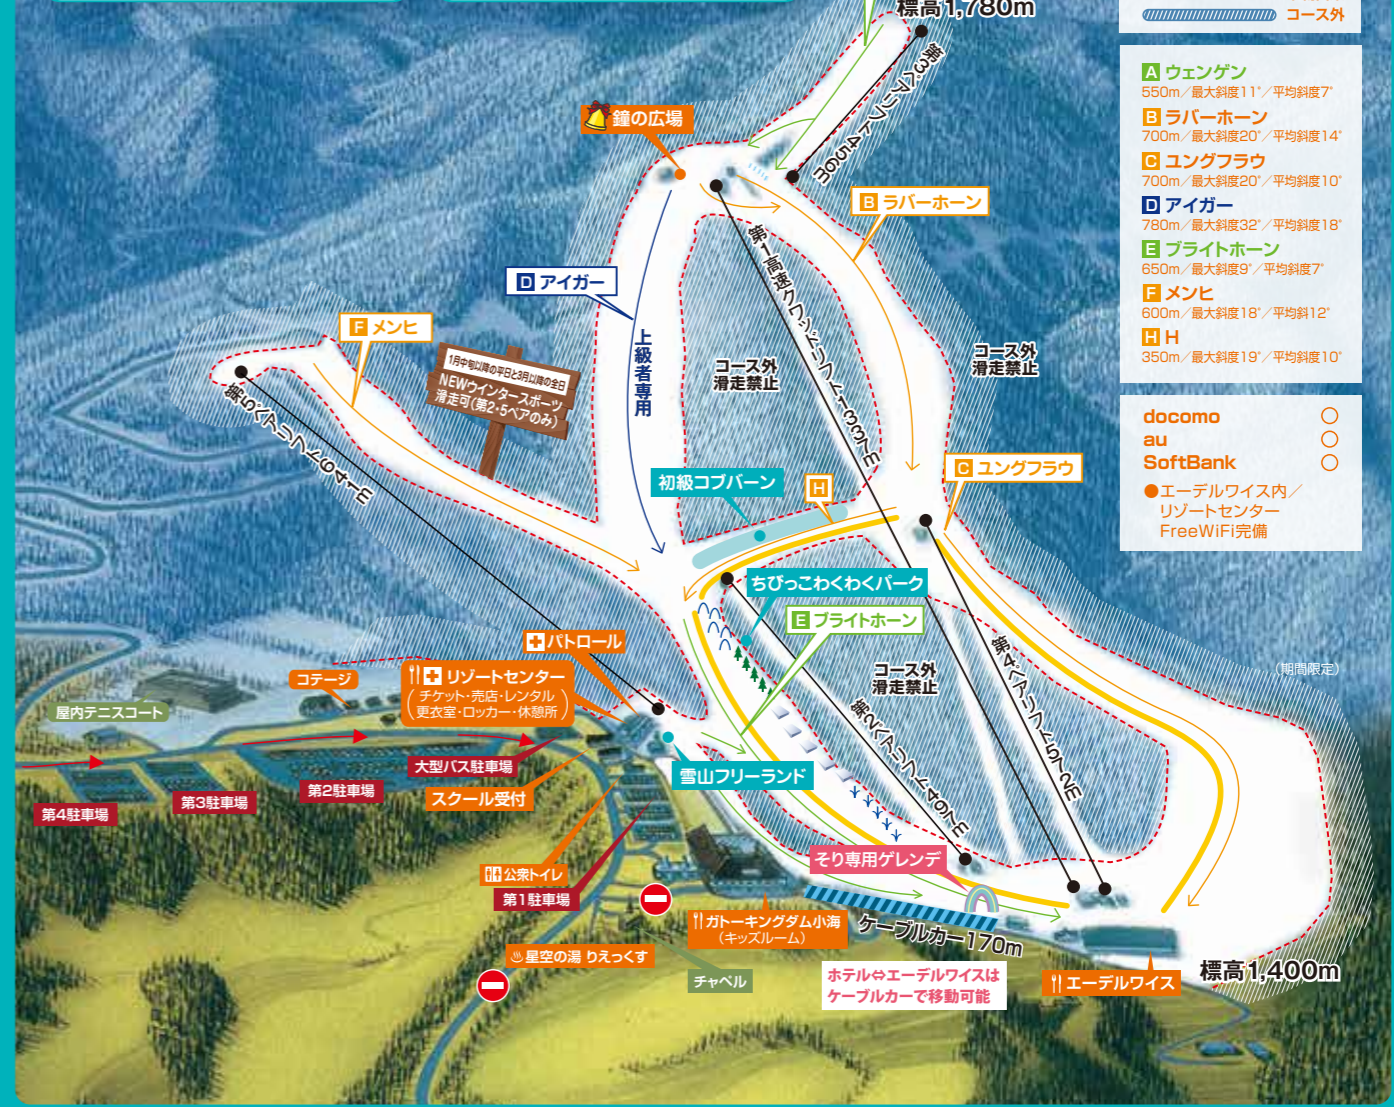 標高1,780m
コース外
A ウェンゲン
550m／最大斜度11°／平均斜度7°
B ラバーホーン
700m／最大斜度20°／平均斜度14°
C ユングフラウ
700m／最大斜度20°／平均斜度10°
D アイガー
780m／最大斜度32°／平均斜度18°
E ブライトホーン
650m／最大斜度9°／平均斜度7°
F メンヒ
600m／最大斜度18°／平均斜12°
H H
350m／最大斜度19°／平均斜度10°
docomo ○
au ○
SoftBank ○
●エーデルワイス内／
リゾートセンター
FreeWiFi完備
第3ペアリフト456m
鐘の広場
B ラバーホーン
第1高速クワッドリフト1337m
D アイガー
上級者専用
F メンヒ
1月中旬以降の平日と3月以降の全日
NEWウインタースポーツ
滑走可(第2・5ペアのみ)
第5ペアリフト641m
コース外
滑走禁止
コース外
滑走禁止
C ユングフラウ
初級コブバーン
H
ちびっこわくわくパーク
E ブライトホーン
コース外
滑走禁止
第4ペアリフト572m
第2ペアリフト497m
(期間限定)
パトロール
リゾートセンター
(チケット・売店・レンタル
更衣室・ロッカー・休憩所)
コテージ
屋内テニスコート
大型バス駐車場
雪山フリーランド
スクール受付
第2駐車場
第3駐車場
第4駐車場
公衆トイレ
第1駐車場
そり専用ゲレンデ
ガトーキングダム小海
(キッズルーム)
ケーブルカー170m
星空の湯 りえっくす
チャペル
ホテル⇔エーデルワイスは
ケーブルカーで移動可能
エーデルワイス
標高1,400m